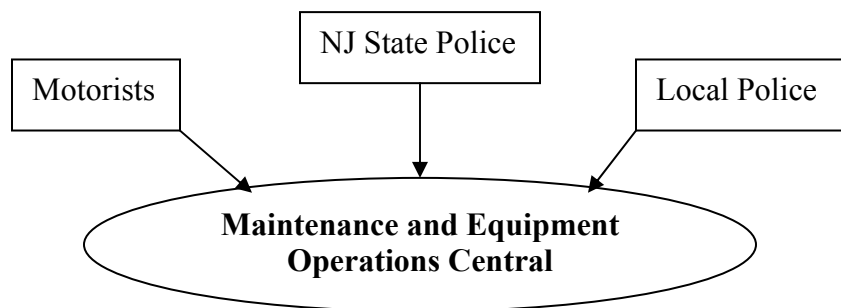 NJ State Police
Motorists
Local Police
Maintenance and Equipment
Operations Central